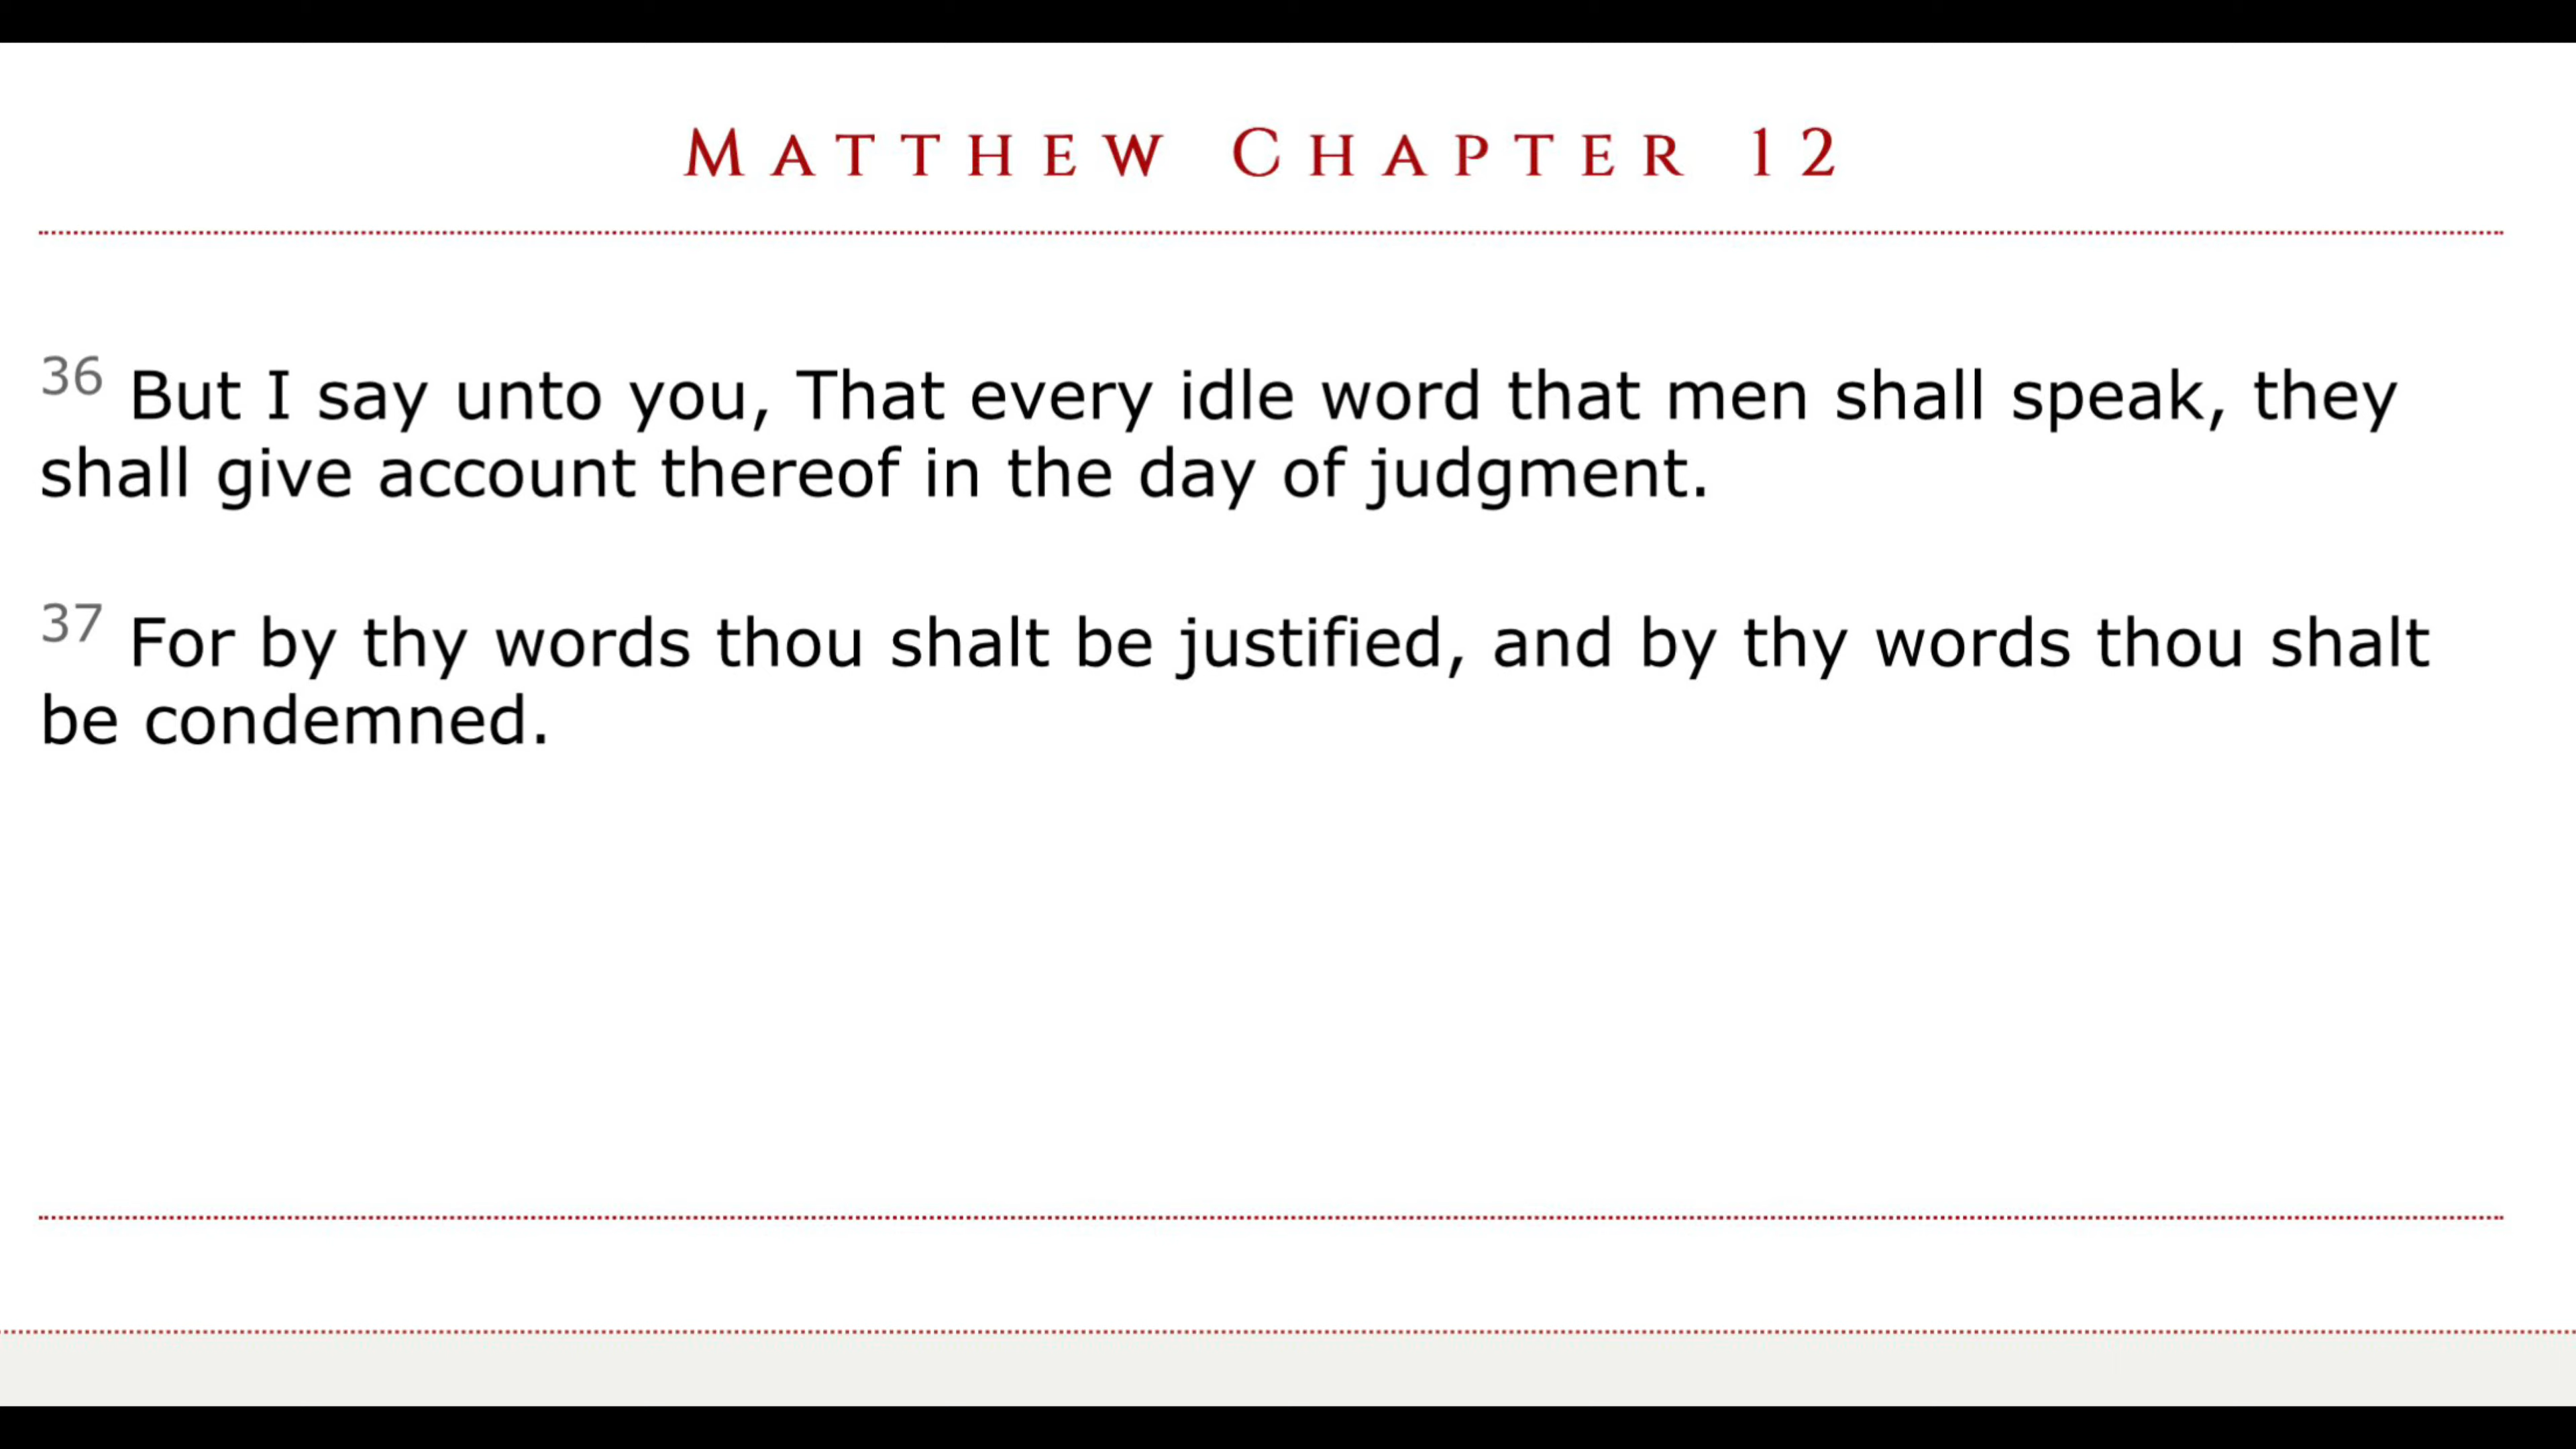 MATTHEW CHAPTER 12
36 But I say unto you, That every idle word that men shall speak, they
shall give account thereof in the day of judgment.
37 For by thy words thou shalt be justified, and by thy words thou shalt
be condemned.